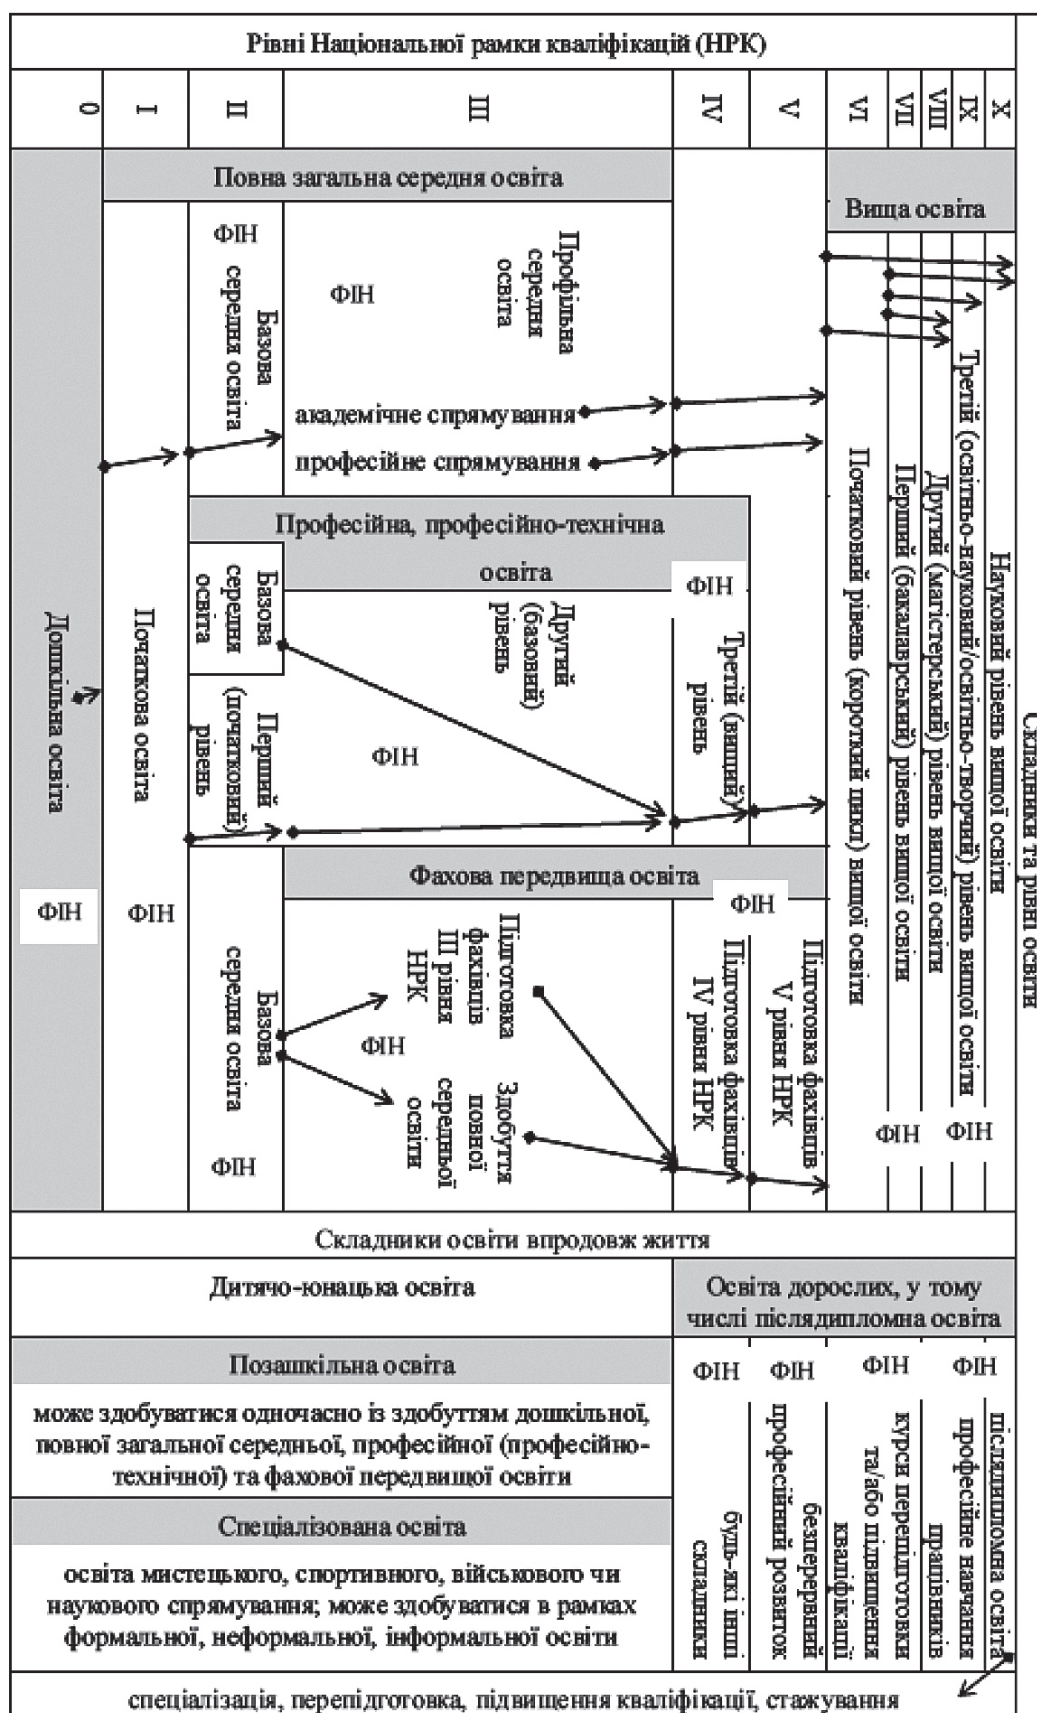 Рівні Національної рамки кваліфікацій (НРК)
0
I
II
III
IV
V
VI
VII
VIII
IX
X
Складники та рівні освіти
Повна загальна середня освіта
Вища освіта
ФІН
Базова
середня освіта
ФІН
Профільна
середня
освіта
академічне спрямування
професійне спрямування
Професійна, професійно-технічна
освіта
Базова
середня
освіта
Перший
(початковий)
рівень
Другий
(базовий)
рівень
ФІН
ФІН
Третій (вищий)
рівень
Дошкільна освіта
ФІН
Початкова освіта
ФІН
Фахова передвища освіта
ФІН
Базова
середня освіта
ФІН
Підготовка
фахівців
III рівня
НРК
ФІН
Здобуття
повної
середньої
освіти
Підготовка фахівців
IV рівня НРК
Підготовка фахівців
V рівня НРК
Початковий рівень (короткий цикл) вищої освіти
Перший (бакалаврський) рівень вищої освіти
Другий (магістерський) рівень вищої освіти
Третій (освітньо-науковий/освітньо-творчий) рівень вищої освіти
Науковий рівень вищої освіти
ФІН
ФІН
Складники освіти впродовж життя
Дитячо-юнацька освіта
Освіта дорослих, у тому
числі післядипломна освіта
Позашкільна освіта
може здобуватися одночасно із здобуттям дошкільної,
повної загальної середньої, професійної (професійно-
технічної) та фахової передвищої освіти
Спеціалізована освіта
освіта мистецького, спортивного, військового чи
наукового спрямування; може здобуватися в рамках
формальної, неформальної, інформальної освіти
ФІН
ФІН
ФІН
ФІН
будь-які інші
складники
безперервний
професійний розвиток
курси перепідготовки
та/або підвищення
кваліфікації
професійне навчання
працівників
післядипломна освіта
спеціалізація, перепідготовка, підвищення кваліфікації, стажування